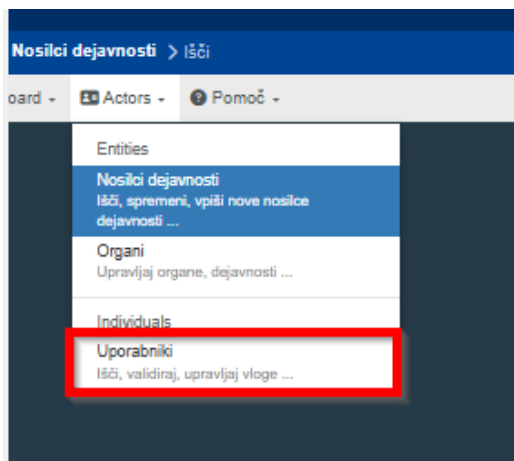 Nosilci dejavnosti > Išči
oard Actors Pomoč
Entities
Nosilci dejavnosti
Išči, spremeni, vpiši nove nosilce
dejavnosti ...
Organi
Upravljaj organe, dejavnosti ...
Individuals
Uporabniki
Išči, validiraj, upravljaj vloge ...